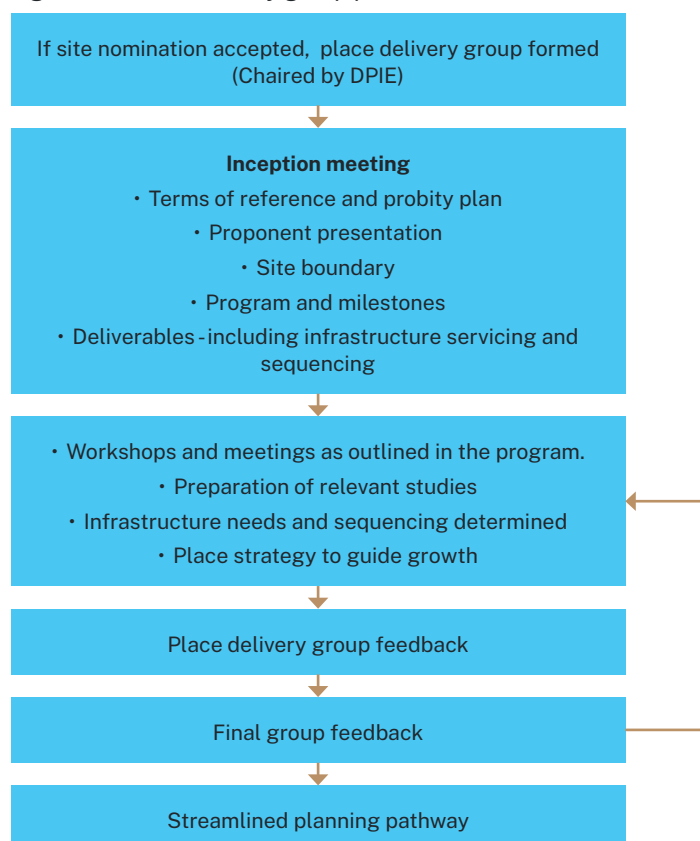 If site nomination accepted,  place delivery group formed
(Chaired by DPIE)
Inception meeting
• Terms of reference and probity plan
• Proponent presentation
• Site boundary
• Program and milestones
• Deliverables - including infrastructure servicing and
sequencing
• Workshops and meetings as outlined in the program.
• Preparation of relevant studies
• Infrastructure needs and sequencing determined
• Place strategy to guide growth
Place delivery group feedback
Final group feedback
Streamlined planning pathway